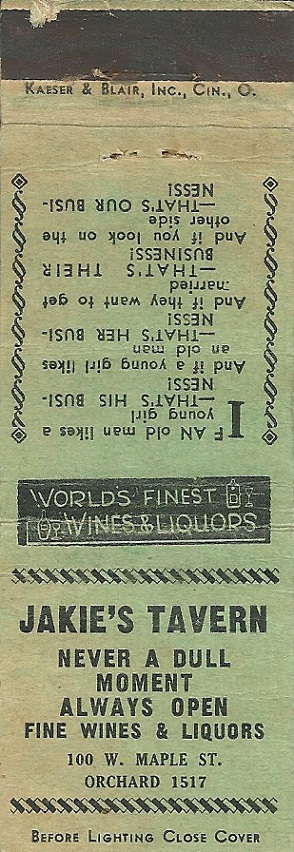 KAESER & BLAIR, INC., CIN., O.
IF AN old man likes a
young girl
—THAT'S HIS BUSI-
NESS!
And if a young girl likes
an old man
—THAT'S HER BUSI-
NESS!
And if they want to get
married
—THAT'S THEIR
BUSINESS!
And if you look on the
other side
—THAT'S OUR BUSI-
NESS!
WORLD'S FINEST
WINES & LIQUORS
JAKIE'S TAVERN
NEVER A DULL
MOMENT
ALWAYS OPEN
FINE WINES & LIQUORS
100 W. MAPLE ST.
ORCHARD 1517
BEFORE LIGHTING CLOSE COVER